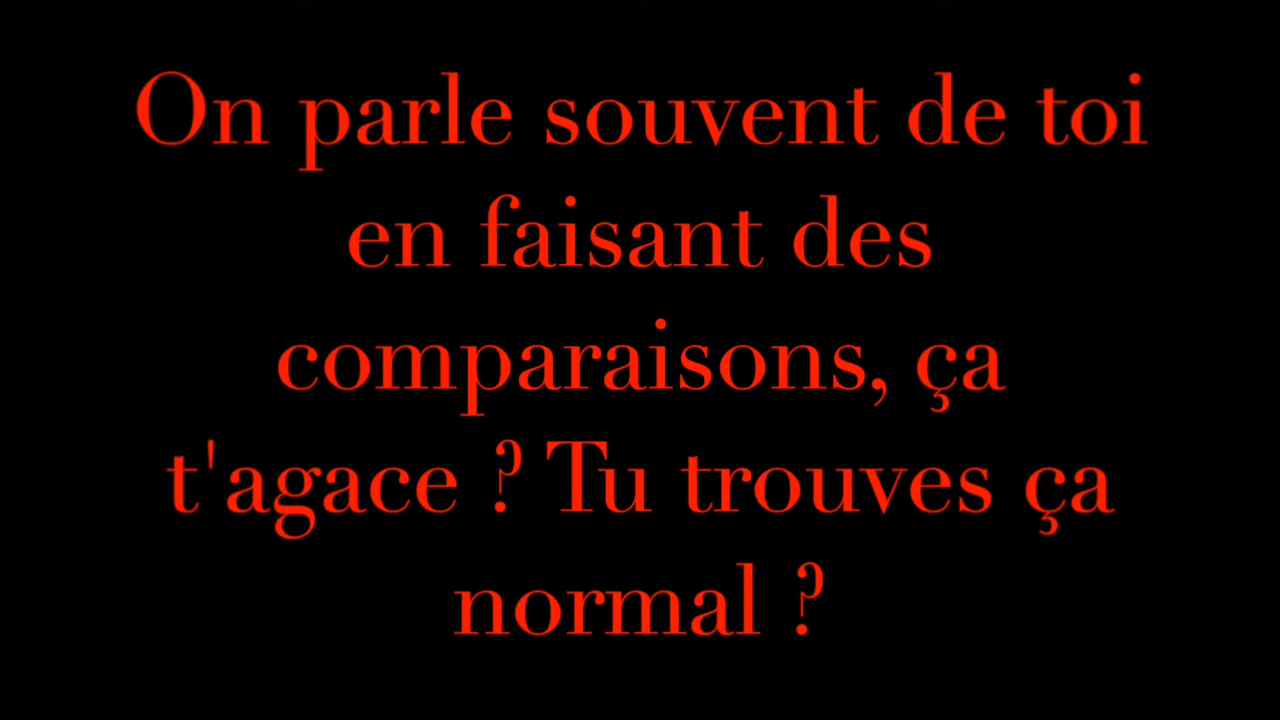 On parle souvent de toi
en faisant des
comparaisons, ça
t'agace ? Tu trouves ça
normal ?